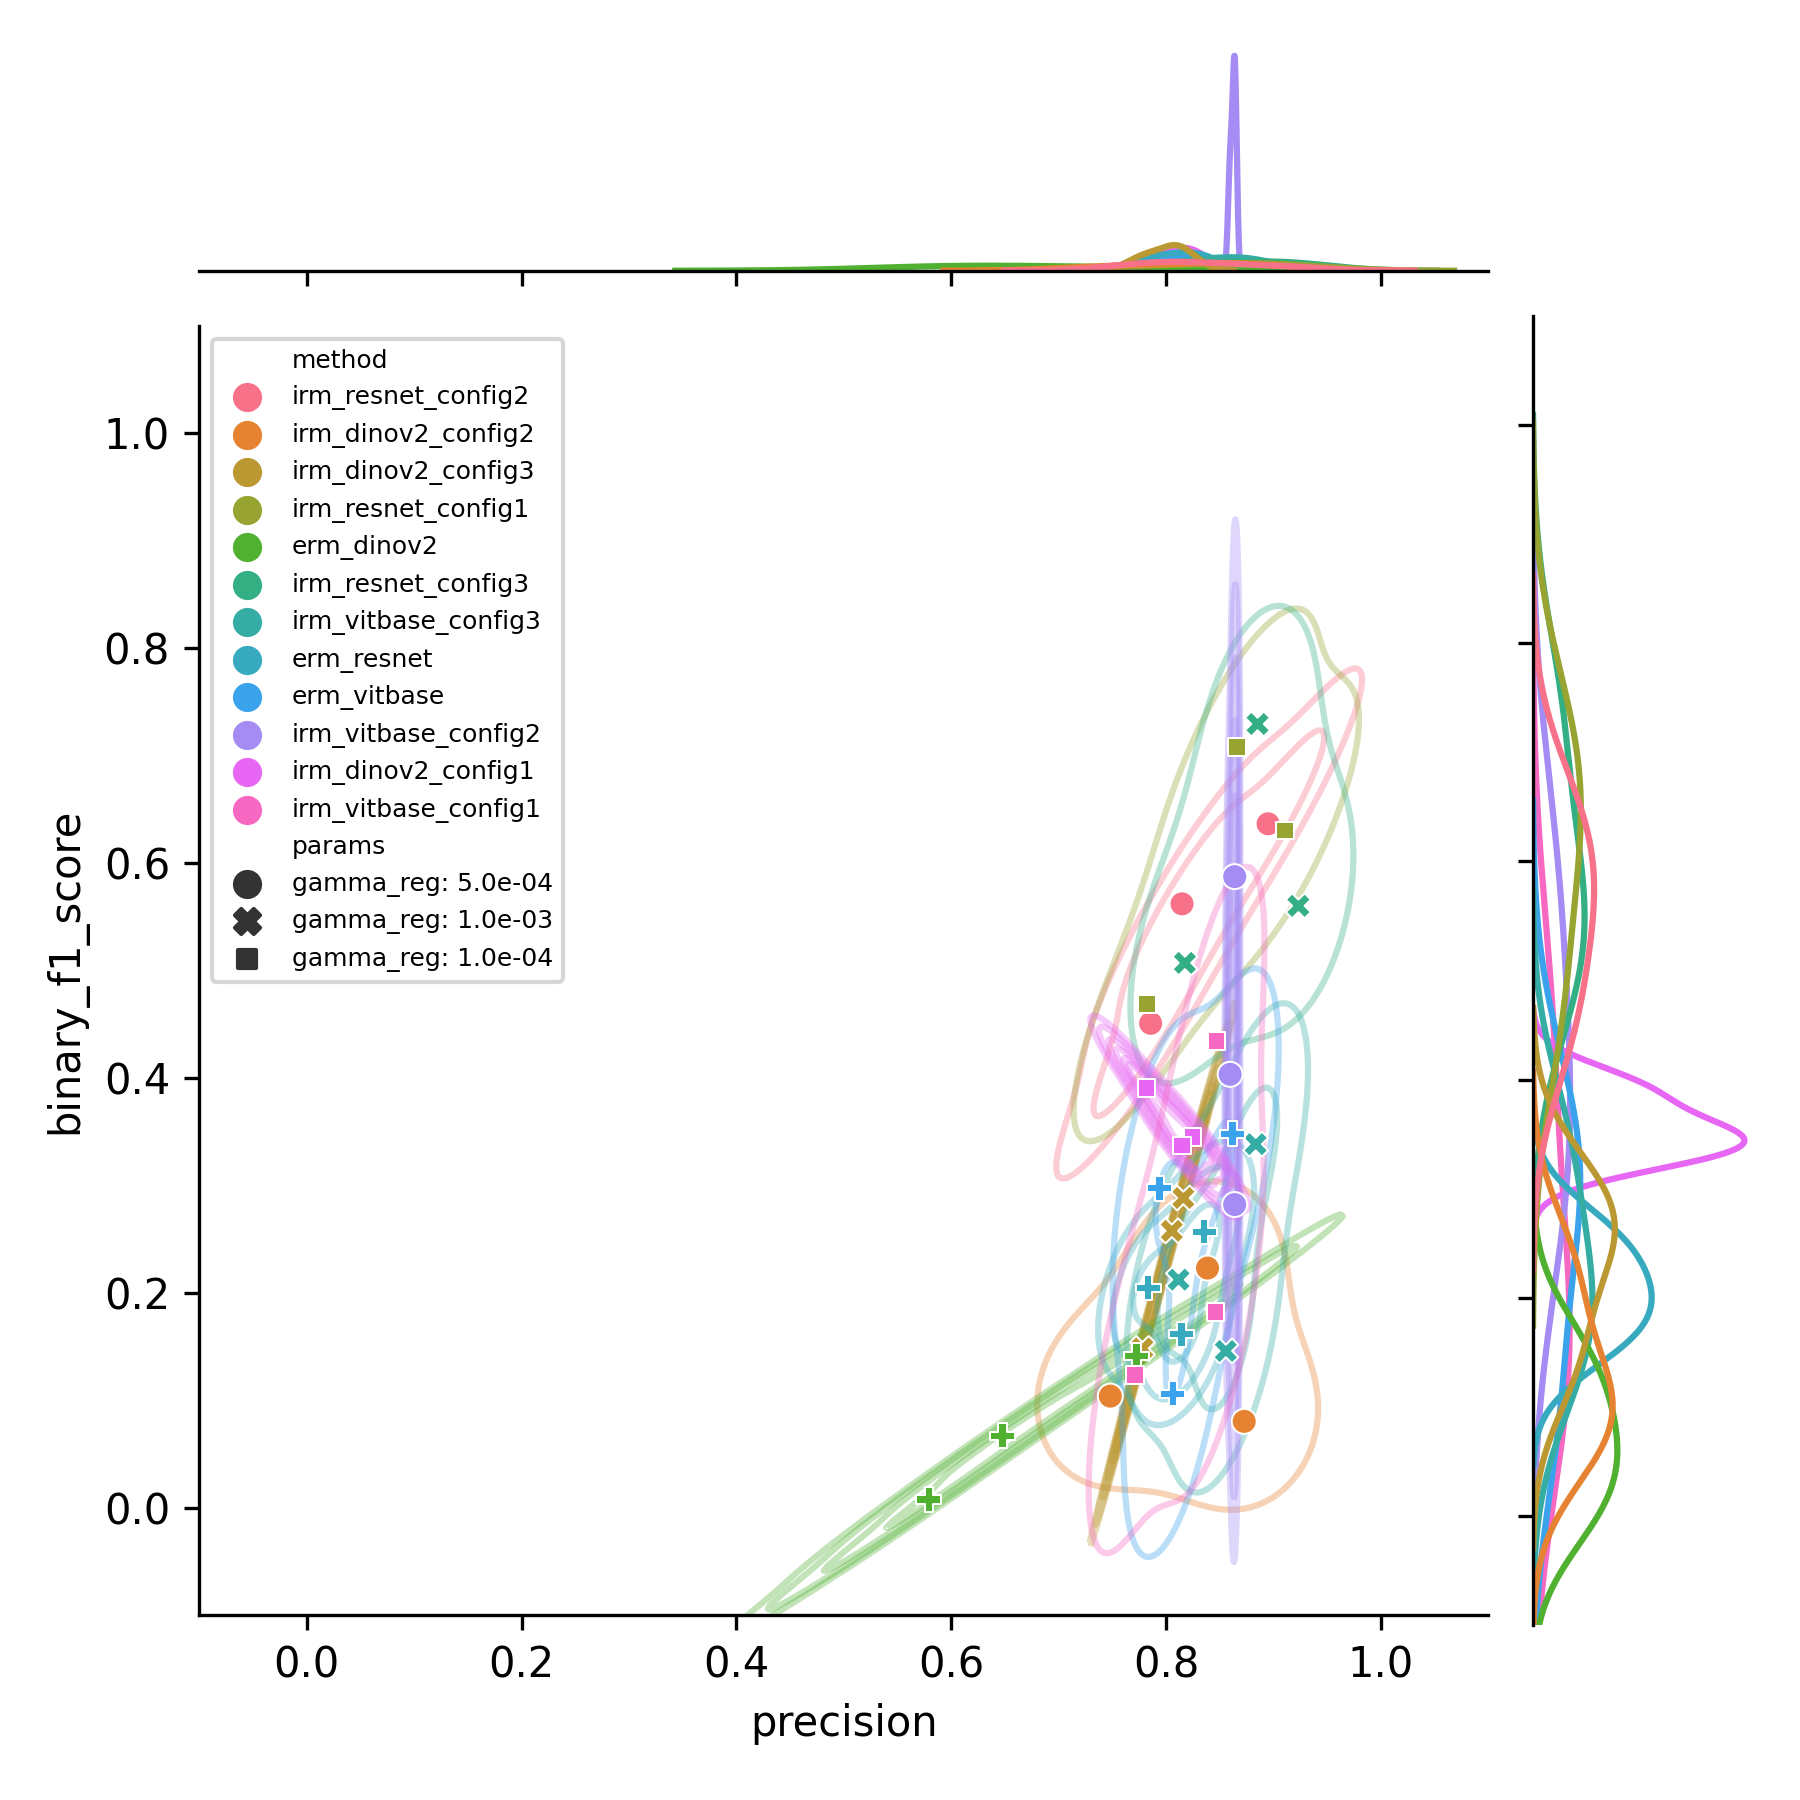 method
irm_resnet_config2
irm_dinov2_config2
irm_dinov2_config3
irm_resnet_config1
erm_dinov2
irm_resnet_config3
irm_vitbase_config3
erm_resnet
erm_vitbase
irm_vitbase_config2
irm_dinov2_config1
irm_vitbase_config1
params
gamma_reg: 5.0e-04
gamma_reg: 1.0e-03
gamma_reg: 1.0e-04
binary_f1_score
1.0
0.8
0.6
0.4
0.2
0.0
0.0 0.2 0.4 0.6 0.8 1.0
precision